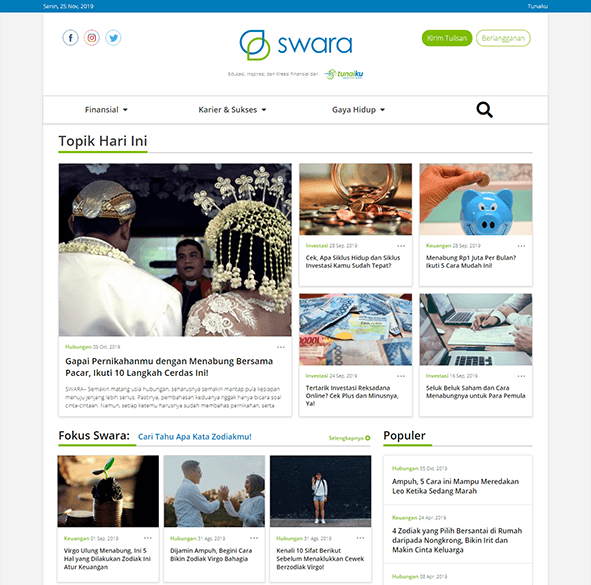 Senin, 25 Nov, 2019
Tunaiku
swara
Edukasi, Inspirasi, dan Kreasi Finansial dari tunaiku
Kirim Tulisan
Berlangganan
Finansial
Karier & Sukses
Gaya Hidup
Topik Hari Ini
Hubungan 05 Okt, 2019
Gapai Pernikahanmu dengan Menabung Bersama
Pacar, Ikuti 10 Langkah Cerdas Ini!
SWARA– Semakin matang usia hubungan, seharusnya semakin mantap pula kesiapan
menuju jenjang lebih serius. Pastinya, pembahasan keduanya nggak hanya bicara soal
cinta-cintaan. Namun, setiap ketemu harusnya sudah membahas pernikahan, serta
Investasi 28 Sep, 2019
Cek, Apa Siklus Hidup dan Siklus
Investasi Kamu Sudah Tepat?
Keuangan 28 Sep, 2019
Menabung Rp1 Juta Per Bulan?
Ikuti 5 Cara Mudah Ini!
Investasi 24 Sep, 2019
Tertarik Investasi Reksadana
Online? Cek Plus dan Minusnya,
Ya!
Investasi 16 Sep, 2019
Seluk Beluk Saham dan Cara
Menabungnya untuk Para Pemula
Fokus Swara: Cari Tahu Apa Kata Zodiakmu!
Selengkapnya
Keuangan 01 Sep, 2019
Virgo Ulung Menabung, Ini 5
Hal yang Dilakukan Zodiak Ini
Atur Keuangan
Hubungan 31 Ags, 2019
Dijamin Ampuh, Begini Cara
Bikin Zodiak Virgo Bahagia
Hubungan 31 Ags, 2019
Kenali 10 Sifat Berikut
Sebelum Menaklukkan Cewek
Berzodiak Virgo!
Populer
Hubungan 05 Okt, 2019
Ampuh, 5 Cara ini Mampu Meredakan
Leo Ketika Sedang Marah
Keuangan 24 Apr, 2019
4 Zodiak yang Pilih Bersantai di Rumah
daripada Nongkrong, Bikin Irit dan
Makin Cinta Keluarga
Hubungan 08 Apr, 2019